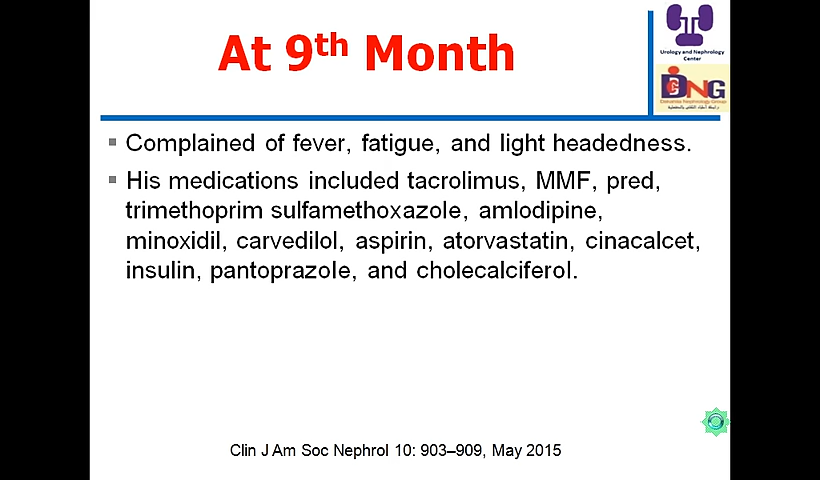 At 9th Month
Urology and Nephrology
Center
DNG
Dakahlia Nephrology Group
▪ Complained of fever, fatigue, and light headedness.
▪ His medications included tacrolimus, MMF, pred,
trimethoprim sulfamethoxazole, amlodipine,
minoxidil, carvedilol, aspirin, atorvastatin, cinacalcet,
insulin, pantoprazole, and cholecalciferol.
Clin J Am Soc Nephrol 10: 903–909, May 2015